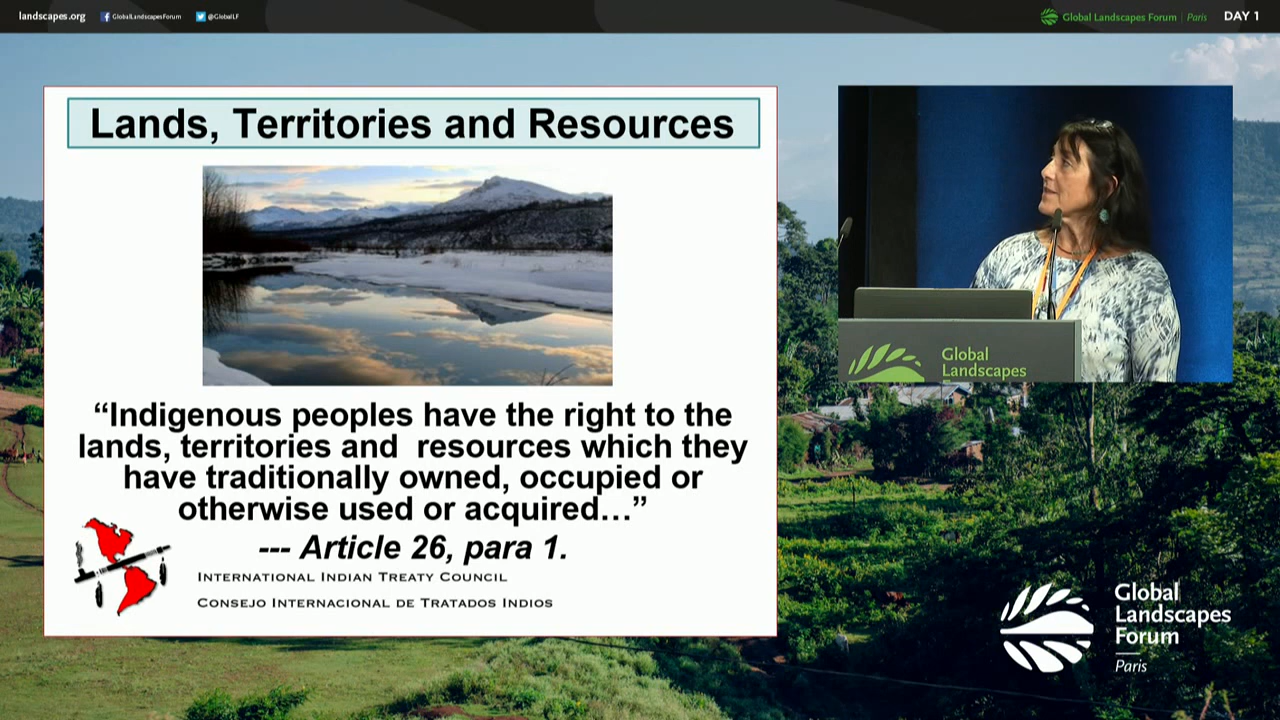 landscapes.org GlobalLandscapesForum @GlobalLF
Global Landscapes Forum | Paris DAY 1
Lands, Territories and Resources
“Indigenous peoples have the right to the
lands, territories and resources which they
have traditionally owned, occupied or
otherwise used or acquired…”
--- Article 26, para 1.
INTERNATIONAL INDIAN TREATY COUNCIL
CONSEJO INTERNACIONAL DE TRATADOS INDIOS
Global
Landscapes
Global
Landscapes
Forum
Paris